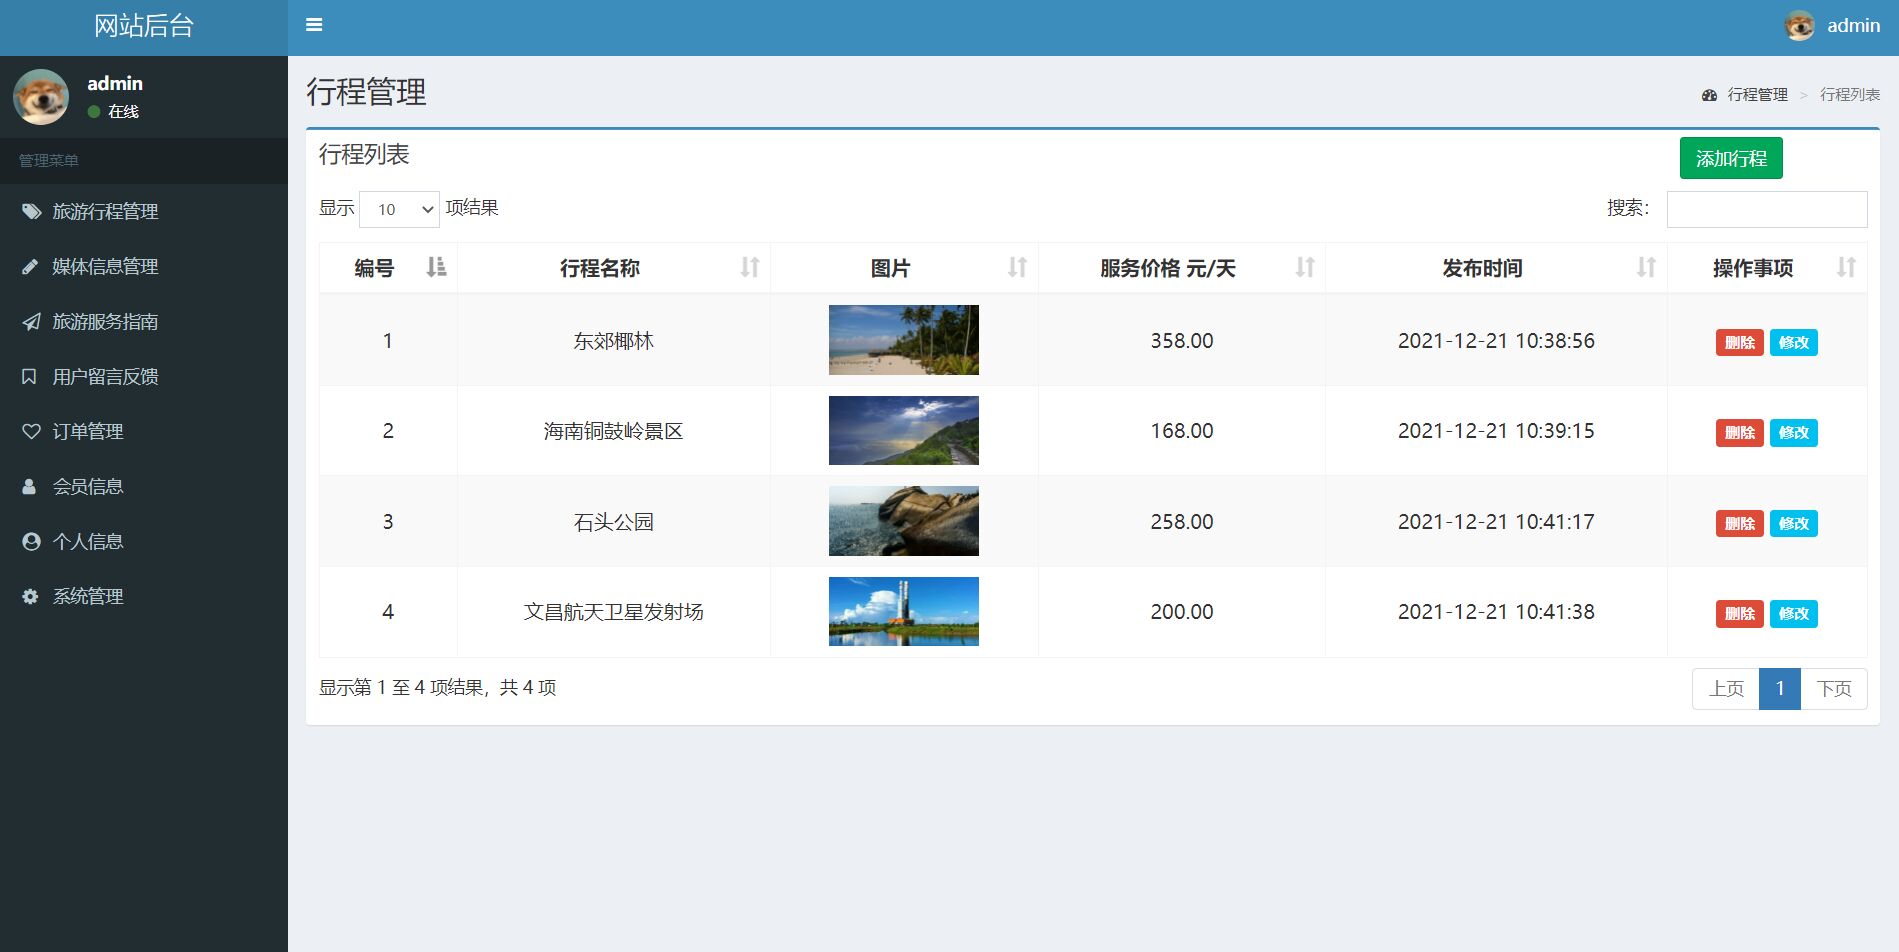 网站后台
admin
admin
在线
管理菜单
旅游行程管理
媒体信息管理
旅游服务指南
用户留言反馈
订单管理
会员信息
个人信息
系统管理
行程管理
行程管理 > 行程列表
行程列表
添加行程
显示 10 项结果
搜索:
编号 行程名称 图片 服务价格 元/天 发布时间 操作事项
1 东郊椰林 358.00 2021-12-21 10:38:56 删除 修改
2 海南铜鼓岭景区 168.00 2021-12-21 10:39:15 删除 修改
3 石头公园 258.00 2021-12-21 10:41:17 删除 修改
4 文昌航天卫星发射场 200.00 2021-12-21 10:41:38 删除 修改
显示第 1 至 4 项结果，共 4 项
上页 1 下页